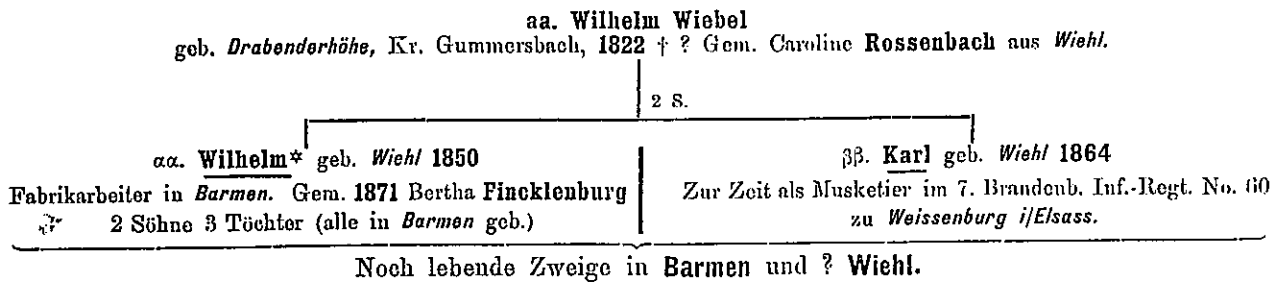 aa. Wilhelm Wiebel
geb. Drabenderhöhe, Kr. Gummersbach, 1822 † ? Gem. Caroline Rossenbach aus Wiehl.
2 S.
αα. Wilhelm* geb. Wiehl 1850
Fabrikarbeiter in Barmen. Gem. 1871 Bertha Fincklenburg
2 Söhne 3 Töchter (alle in Barmen geb.)
ββ. Karl geb. Wiehl 1864
Zur Zeit als Musketier im 7. Brandenb. Inf.-Regt. No. 60
zu Weissenburg i/Elsass.
Noch lebende Zweige in Barmen und ? Wiehl.